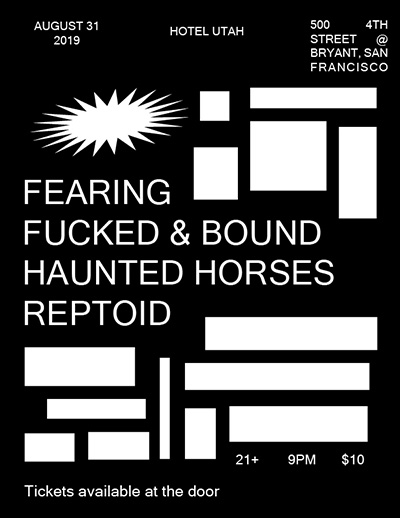 AUGUST 31
2019
HOTEL UTAH
500 4TH
STREET @
BRYANT, SAN
FRANCISCO
FEARING
FUCKED & BOUND
HAUNTED HORSES
REPTOID
21+ 9PM $10
Tickets available at the door